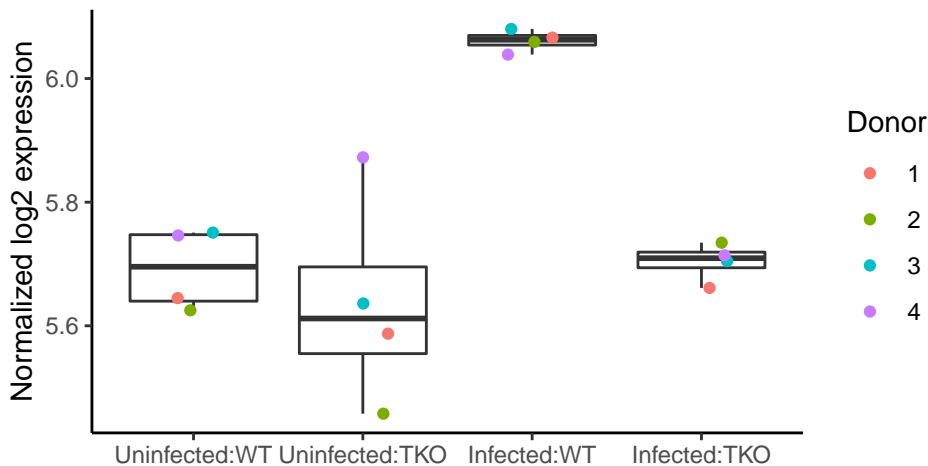 Normalized log2 expression
6.0
5.8
5.6
Uninfected:WT Uninfected:TKO Infected:WT Infected:TKO
Donor
1
2
3
4